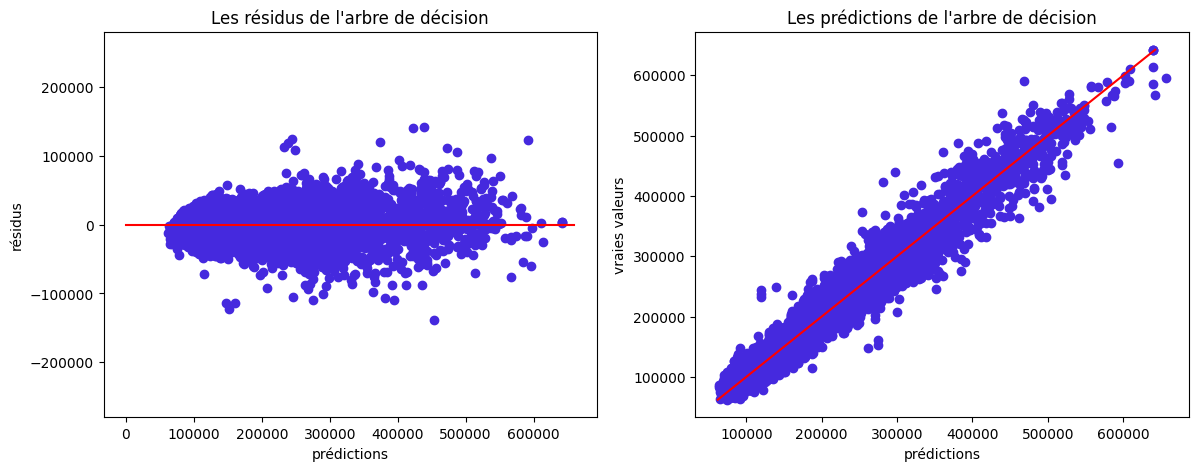 Les résidus de l'arbre de décision
200000
100000
0
−100000
−200000
résidus
0 100000 200000 300000 400000 500000 600000
prédictions
Les prédictions de l'arbre de décision
600000
500000
400000
300000
200000
100000
vraies valeurs
100000 200000 300000 400000 500000 600000
prédictions